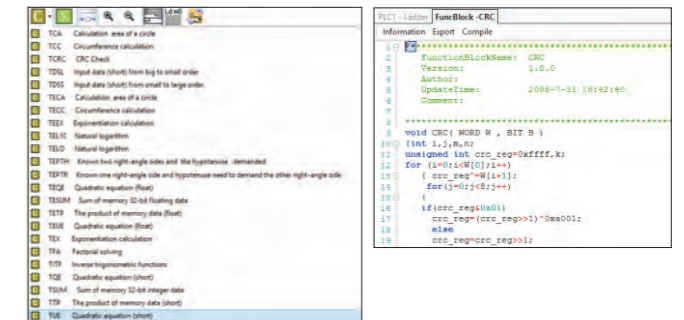 TCA Calculation area of a circle
TCC Circumference calculation
TCRC CRC Check
TDSL Input data (short) from big to small order
TDSS Input data (short) from small to large order
TECA Calculation area of a circle
TECC Circumference calculation
TEEX Exponentiation calculation
TEL10 Natural logarithm
TELO Natural logarithm
TEPTH Known two right-angle sides and the hypotenuse demanded
TEPTR Known one right-angle side and hypotenuse need to demand the other right-angle side
TEQE Quadratic equation (float)
TESUM Sum of memory 32-bit floating data
TETP The product of memory data (float)
TEUE Quadratic equation (float)
TEX Exponentiation calculation
TFA Factorial solving
Inverse trigonometric functions
TQE Quadratic equation (short)
TSUM Sum of memory 32-bit integer data
TTP The product of memory data (short)
TUE Quadratic equation (short)
PLC1 - Ladder FuncBlock -CRC
Information Export Compile
1
2 FunctionBlockName: CRC
3 Version: 1.0.0
4 Author:
5 UpdateTime:
6 Comment:
7
8
9 void CRC( WORD W , BIT B )
10 {int i,j,m,n;
11 unsigned int crc_reg=0xffff,k;
12 for (i=0;i<W[0];i++)
13 { crc_reg^=W[i+1];
14 for(j=0;j<8;j++)
15 {
16 if(crc_reg&0x01)
17 crc_reg=(crc_reg>>1)^0xa001;
18 else
19 crc_reg=crc_reg>>1;